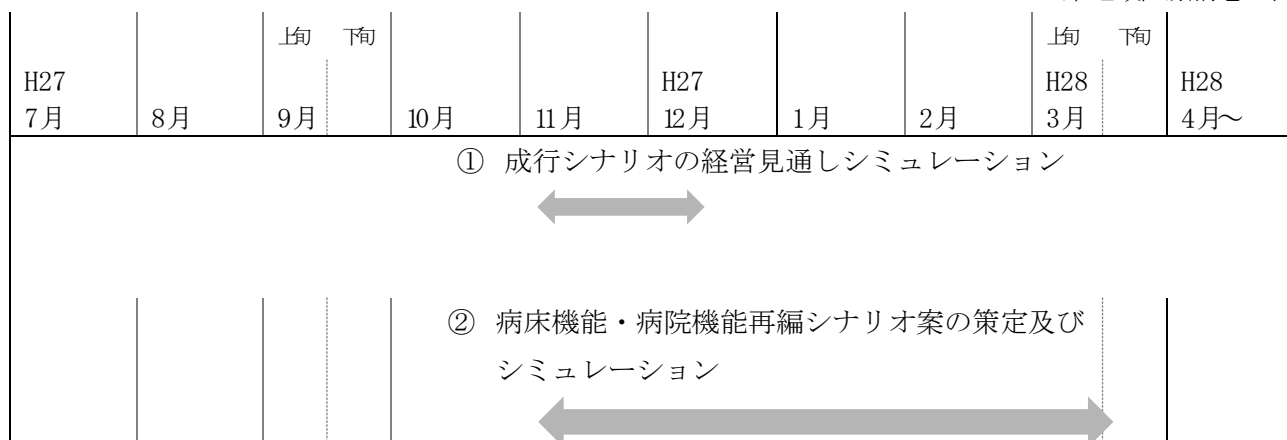 上旬 下旬 上旬 下旬
H27 H27 H28 H28
7月 8月 9月 10月 11月 12月 1月 2月 3月 4月～
① 成行シナリオの経営見通しシミュレーション
② 病床機能・病院機能再編シナリオ案の策定及び
シミュレーション